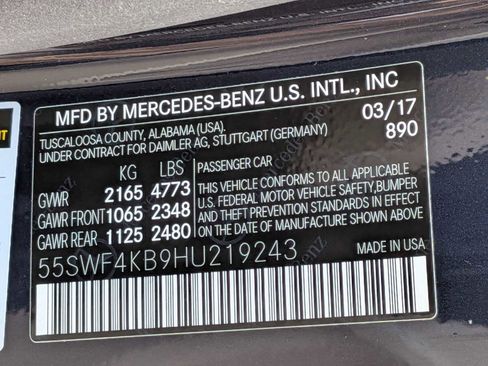 MFD BY MERCEDES-BENZ U.S. INTL., INC
TUSCALOOSA COUNTY, ALABAMA (USA). 03/17
UNDER CONTRACT FOR DAIMLER AG, STUTTGART (GERMANY) 890
KG LBS PASSENGER CAR
GVWR 2165 4773
GAWR FRONT 1065 2348
GAWR REAR 1125 2480
THIS VEHICLE CONFORMS TO ALL APPLICABLE
U.S. FEDERAL MOTOR VEHICLE SAFETY,BUMPER
AND THEFT PREVENTION STANDARDS IN EFFECT
ON THE DATE OF MANUFACTURE SHOWN ABOVE.
55SWF4KB9HU219243 MADE IN USA